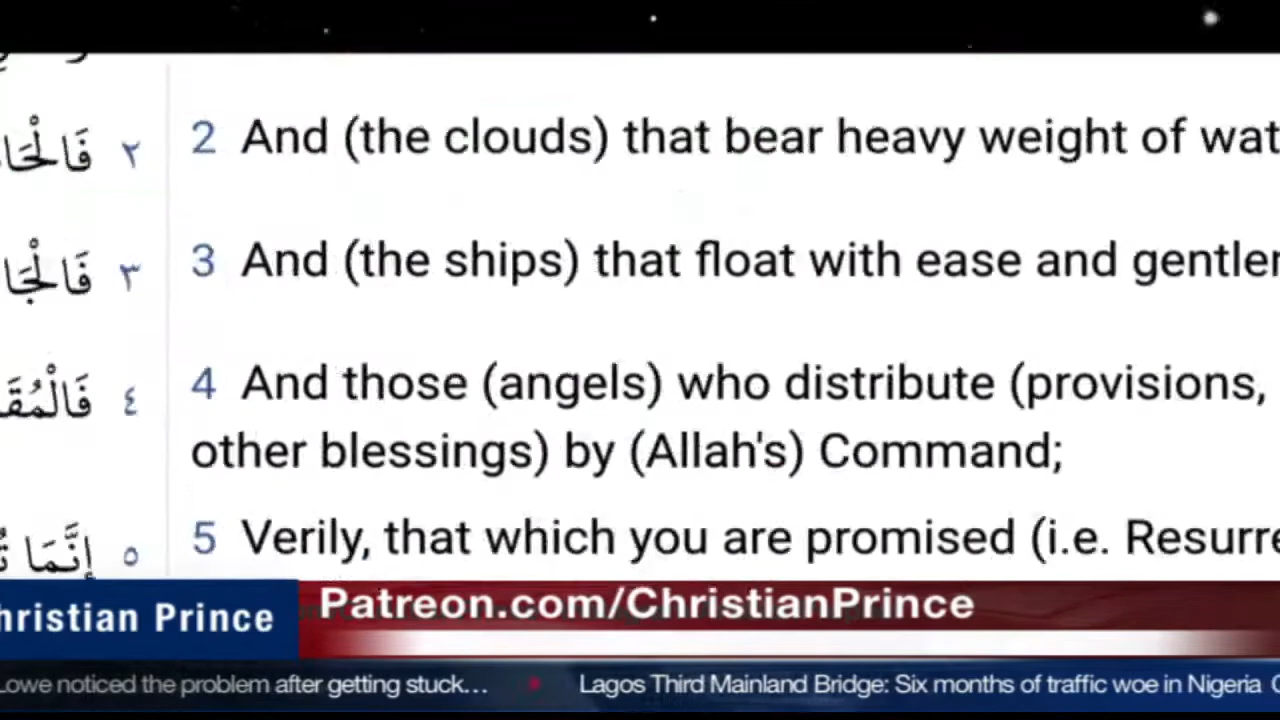 فَالْحَا ٢
2 And (the clouds) that bear heavy weight of wat
فَالْجَا ٣
3 And (the ships) that float with ease and gentler
فَالْمُقَ ٤
4 And those (angels) who distribute (provisions,
other blessings) by (Allah's) Command;
إِنَّمَا تُ ٥
5 Verily, that which you are promised (i.e. Resurre
hristian Prince
Patreon.com/ChristianPrince
Lowe noticed the problem after getting stuck... • Lagos Third Mainland Bridge: Six months of traffic woe in Nigeria